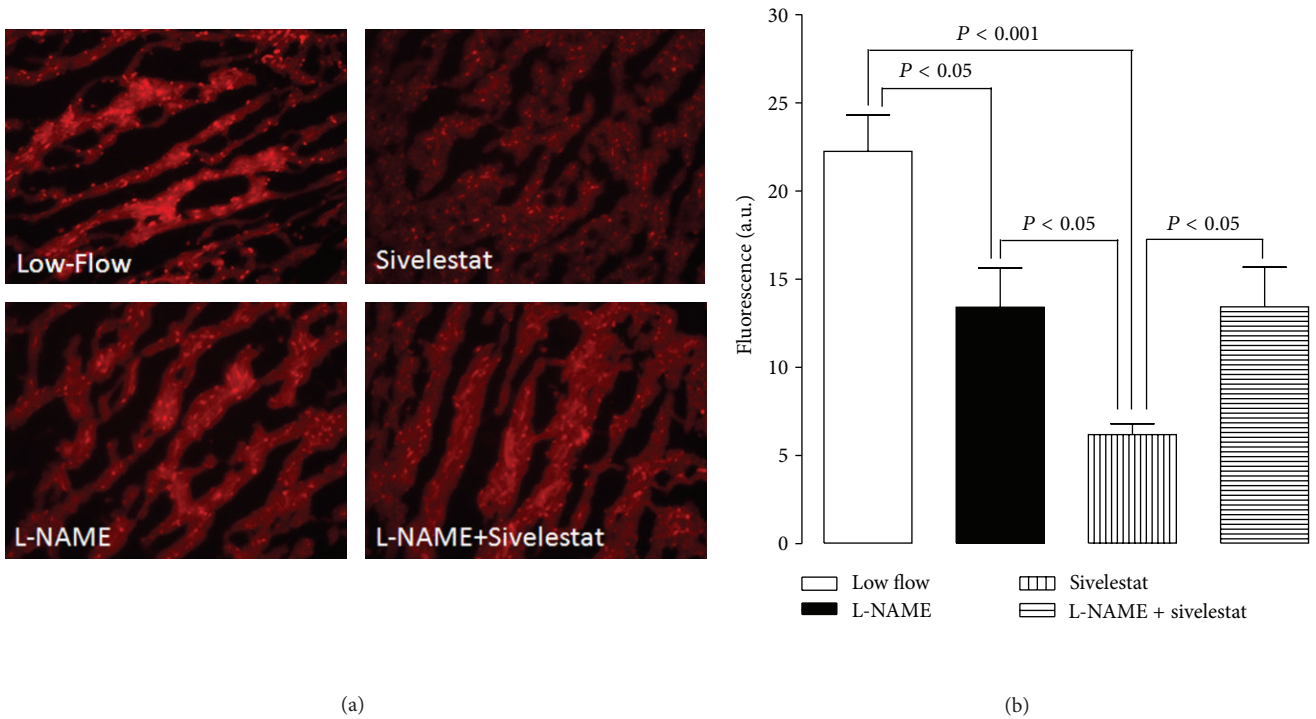 Low-Flow
Sivelestat
L-NAME
L-NAME+Sivelestat
(a)
Fluorescence (a.u.)
30
25
20
15
10
5
0
P < 0.001
P < 0.05
P < 0.05
P < 0.05
Low flow
L-NAME
Sivelestat
L-NAME + sivelestat
(b)